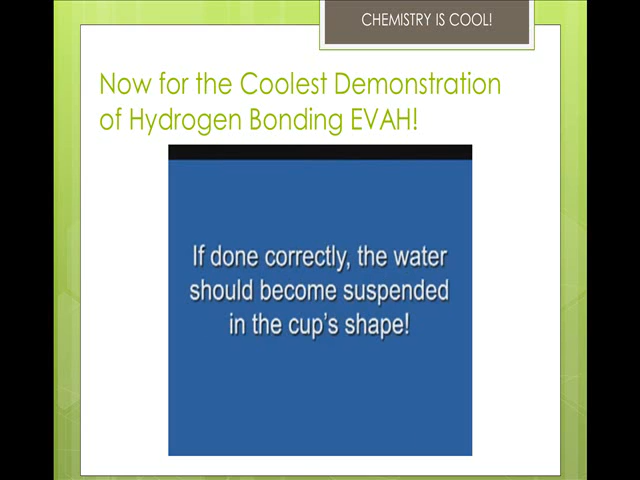 CHEMISTRY IS COOL!
Now for the Coolest Demonstration
of Hydrogen Bonding EVAH!
If done correctly, the water
should become suspended
in the cup's shape!